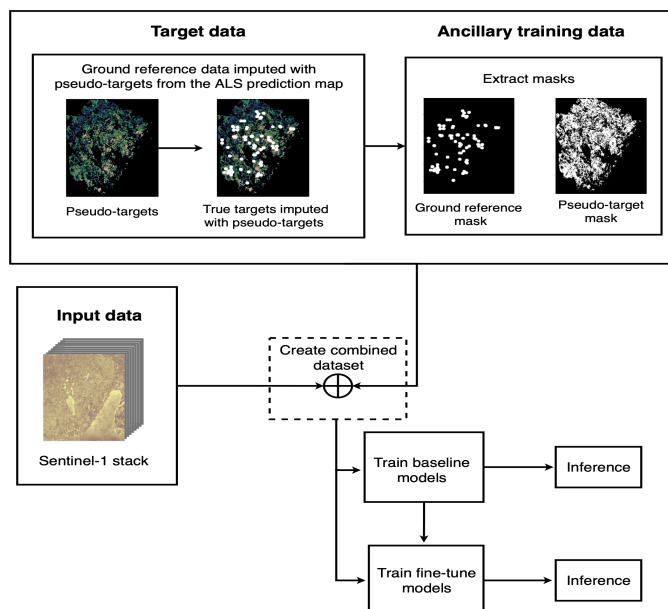 Target data
Ground reference data imputed with
pseudo-targets from the ALS prediction map
Pseudo-targets
True targets imputed
with pseudo-targets
Ancillary training data
Extract masks
Ground reference
mask
Pseudo-target
mask
Input data
Sentinel-1 stack
Create combined
dataset
Train baseline
models
Inference
Train fine-tune
models
Inference